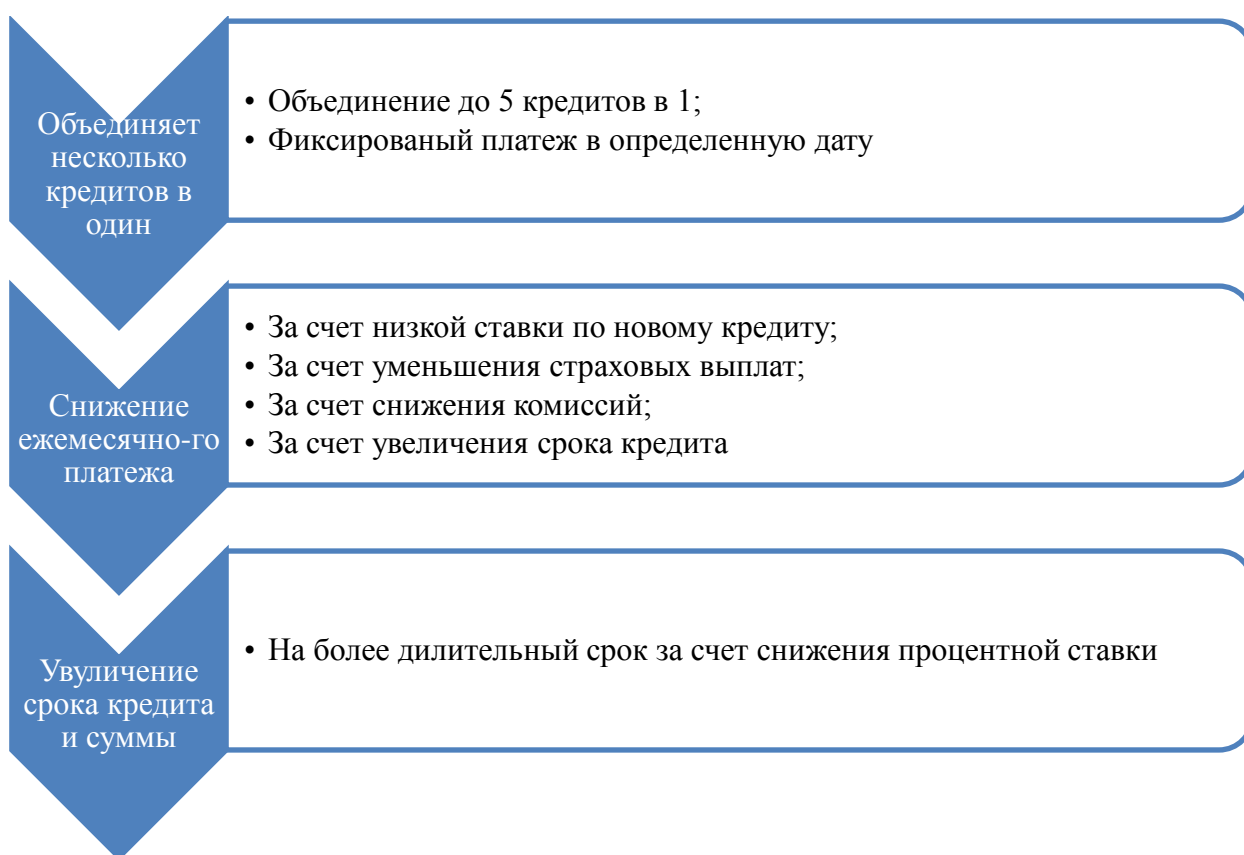 Объединяет
несколько
кредитов в
один
• Объединение до 5 кредитов в 1;
• Фиксированый платеж в определенную дату
Снижение
ежемесячно-го
платежа
• За счет низкой ставки по новому кредиту;
• За счет уменьшения страховых выплат;
• За счет снижения комиссий;
• За счет увеличения срока кредита
Увуличение
срока кредита
и суммы
• На более дилительный срок за счет снижения процентной ставки